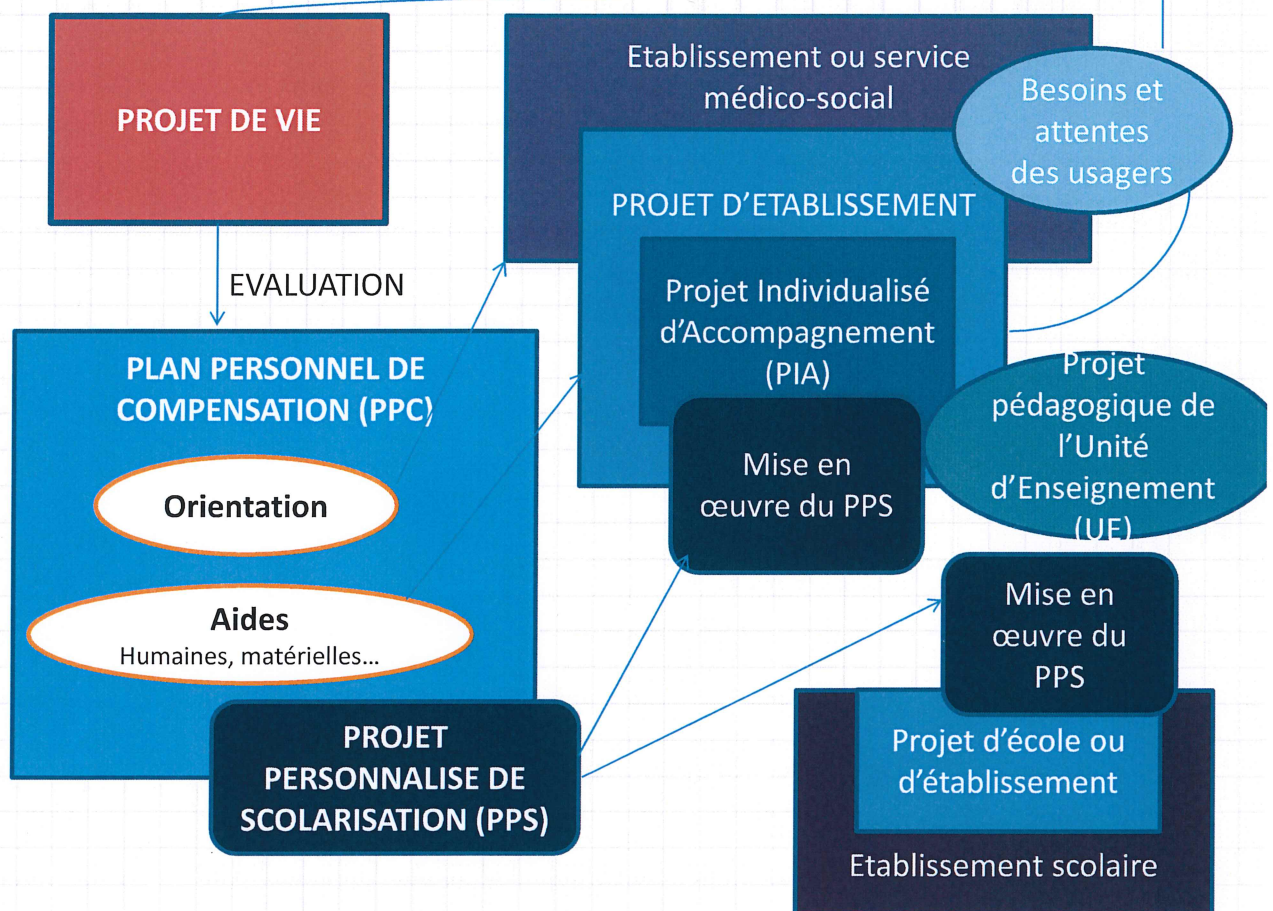 PROJET DE VIE
EVALUATION
PLAN PERSONNEL DE
COMPENSATION (PPC)
Orientation
Aides
Humaines, matérielles...
PROJET
PERSONNALISE DE
SCOLARISATION (PPS)
Etablissement ou service
médico-social
Besoins et
attentes
des usagers
PROJET D'ETABLISSEMENT
Projet Individualisé
d'Accompagnement
(PIA)
Mise en
œuvre du PPS
Projet
pédagogique de
l'Unité
d'Enseignement
(UE)
Mise en
œuvre du
PPS
Projet d'école ou
d'établissement
Etablissement scolaire